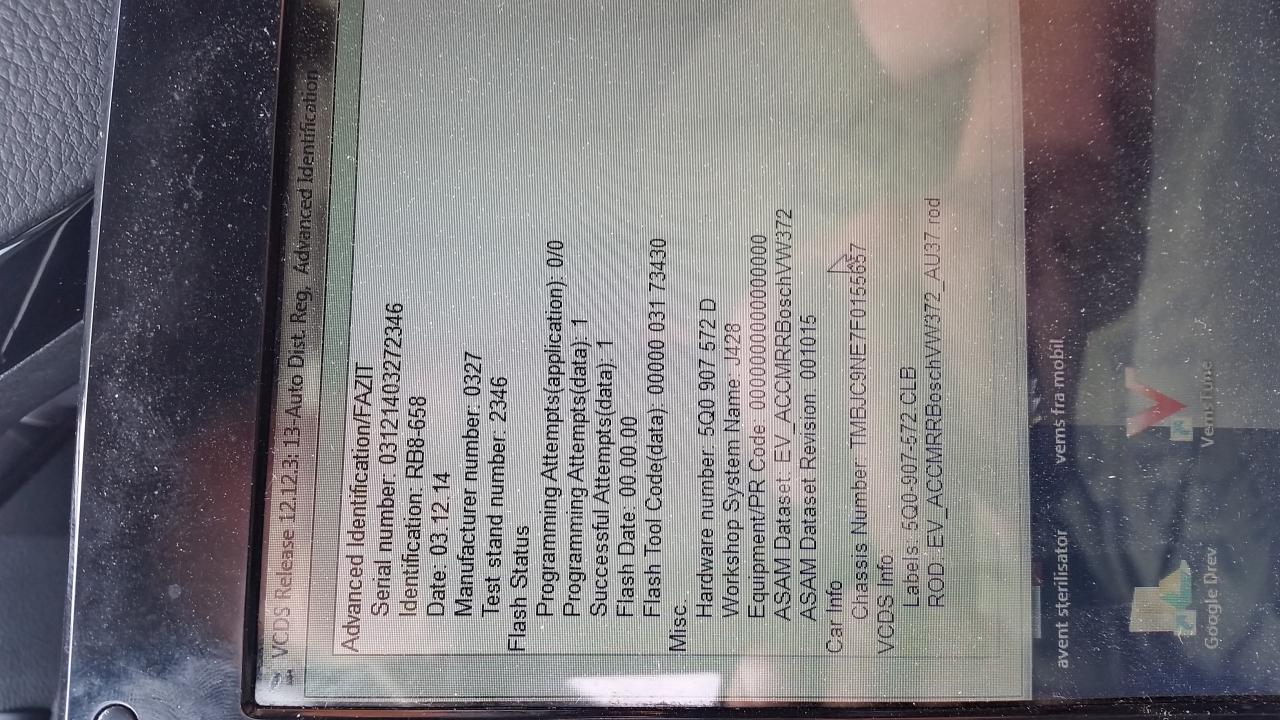 VCDS Release 12.12.3: 13-Auto Dist. Reg, Advanced Identification
Advanced Identification/FAZIT
Serial number: 03121403272346
Identification: RB8-658
Date: 03.12.14
Manufacturer number: 0327
Test stand number: 2346
Flash Status
Programming Attempts(application): 0/0
Programming Attempts(data): 1
Successful Attempts(data): 1
Flash Date: 00.00.00
Flash Tool Code(data): 00000 031 73430
Misc.
Hardware number: 5Q0 907 572 D
Workshop System Name: J428
Equipment/PR Code: 0000000000000000
ASAM Dataset: EV_ACCMRRBoschVW372
ASAM Dataset Revision: 001015
Car Info
Chassis Number:
VCDS Info:
Labels: 5Q0-907-572.CLB
ROD: EV_ACCMRRBoschVW372_AU37.rod
avent sterilisator
vems fra mobil
Google Drev
VemsTune